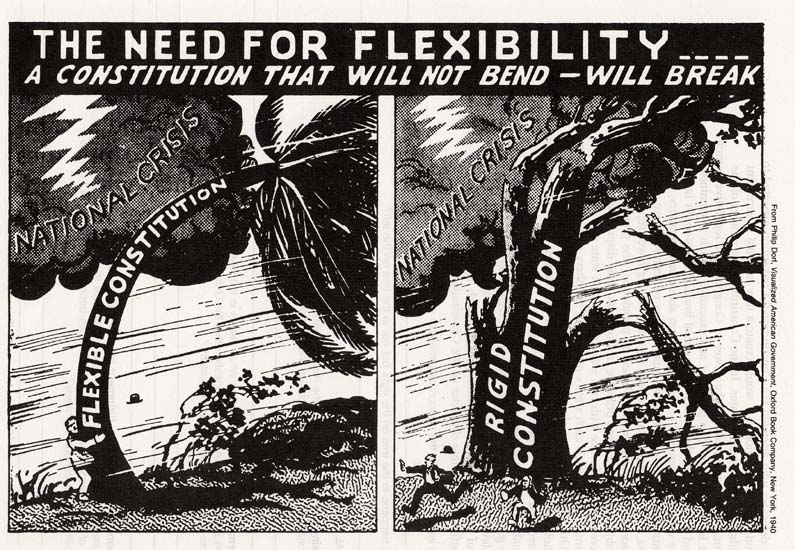 THE NEED FOR FLEXIBILITY____
A CONSTITUTION THAT WILL NOT BEND — WILL BREAK
NATIONAL CRISIS
FLEXIBLE CONSTITUTION
NATIONAL CRISIS
RIGID
CONSTITUTION
From Philip Dorf, Visualized American Government, Oxford Book Company, New York, 1940